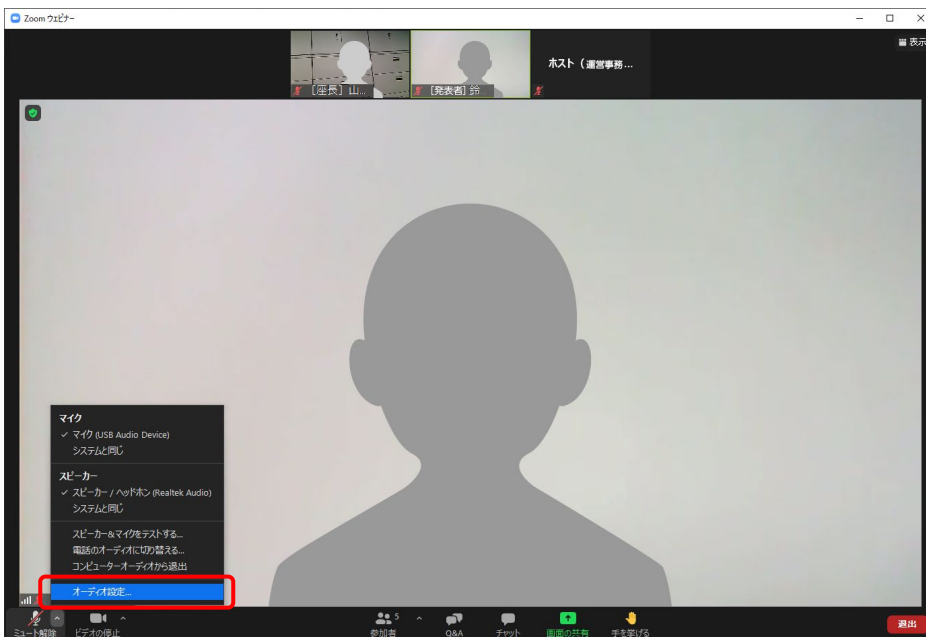 Zoom ウェビナー
表示
[座長] 山...
[発表者] 鈴
ホスト（運営事務...
マイク
✓ マイク (USB Audio Device)
システムと同じ
スピーカー
✓ スピーカー / ヘッドホン (Realtek Audio)
システムと同じ
スピーカー&マイクをテストする...
電話のオーディオに切り替える...
コンピューターオーディオから退出
オーディオ設定...
ミュート解除
ビデオの停止
5
参加者
Q&A
チャット
画面の共有
手を挙げる
退出